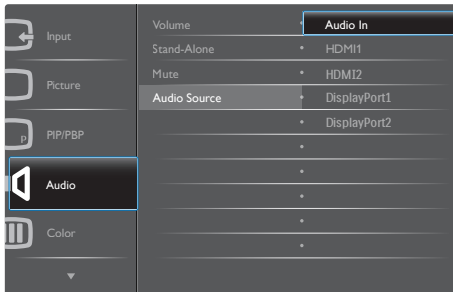 Input
Picture
P
PIP/PBP
Audio
Color
Volume
Stand-Alone
Mute
Audio Source
Audio In
HDMI1
HDMI2
DisplayPort1
DisplayPort2